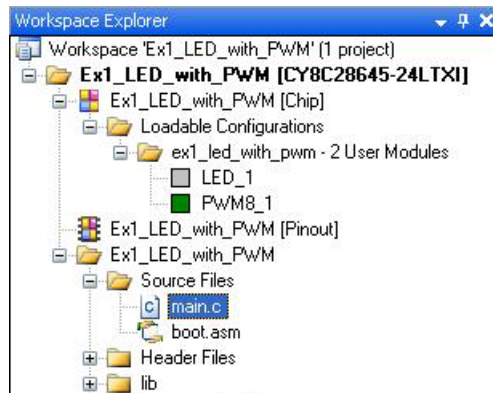 Workspace Explorer
Workspace 'Ex1_LED_with_PWM' (1 project)
Ex1_LED_with_PWM [CY8C28645-24LTXI]
Ex1_LED_with_PWM [Chip]
Loadable Configurations
ex1_led_with_pwm - 2 User Modules
LED_1
PWM8_1
Ex1_LED_with_PWM [Pinout]
Ex1_LED_with_PWM
Source Files
main.c
boot.asm
Header Files
lib